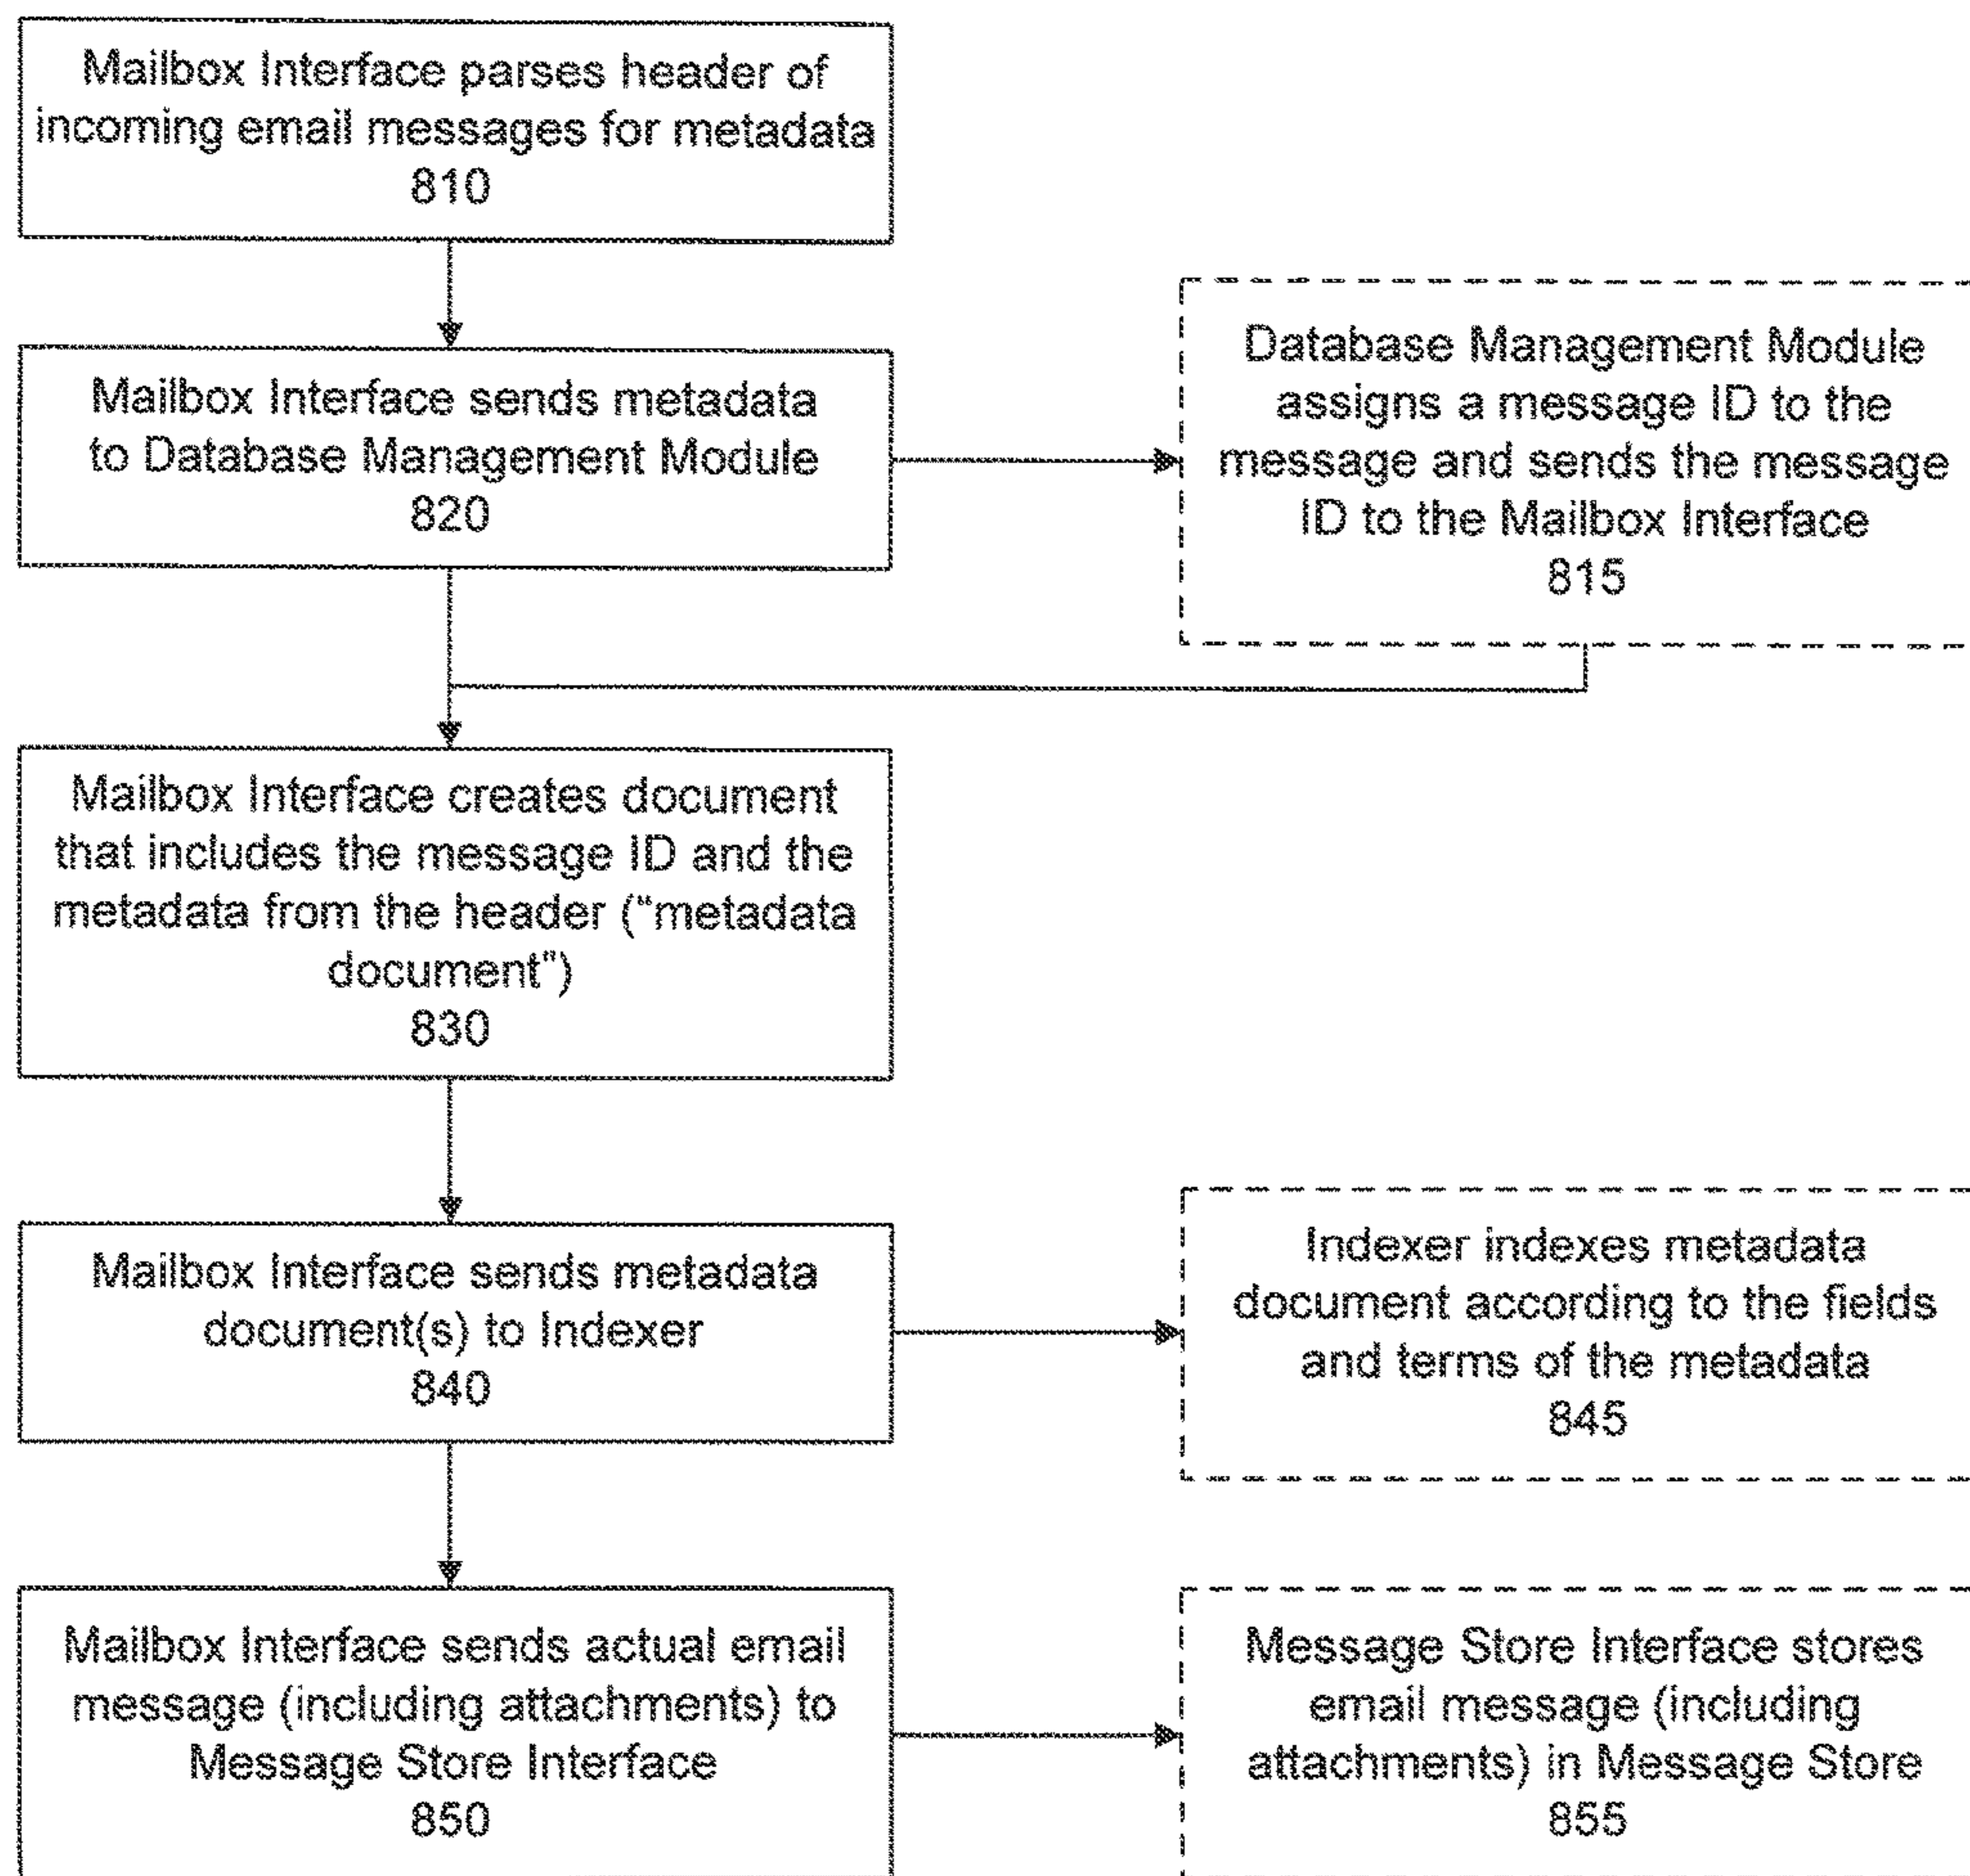 Mailbox Interface parses header of
incoming email messages for metadata
810
Mailbox Interface sends metadata
to Database Management Module
820
Database Management Module
assigns a message ID to the
message and sends the message
ID to the Mailbox Interface
815
Mailbox Interface creates document
that includes the message ID and the
metadata from the header (“metadata
document”)
830
Mailbox Interface sends metadata
document(s) to Indexer
840
Indexer indexes metadata
document according to the fields
and terms of the metadata
845
Mailbox Interface sends actual email
message (including attachments) to
Message Store Interface
850
Message Store Interface stores
email message (including
attachments) in Message Store
855